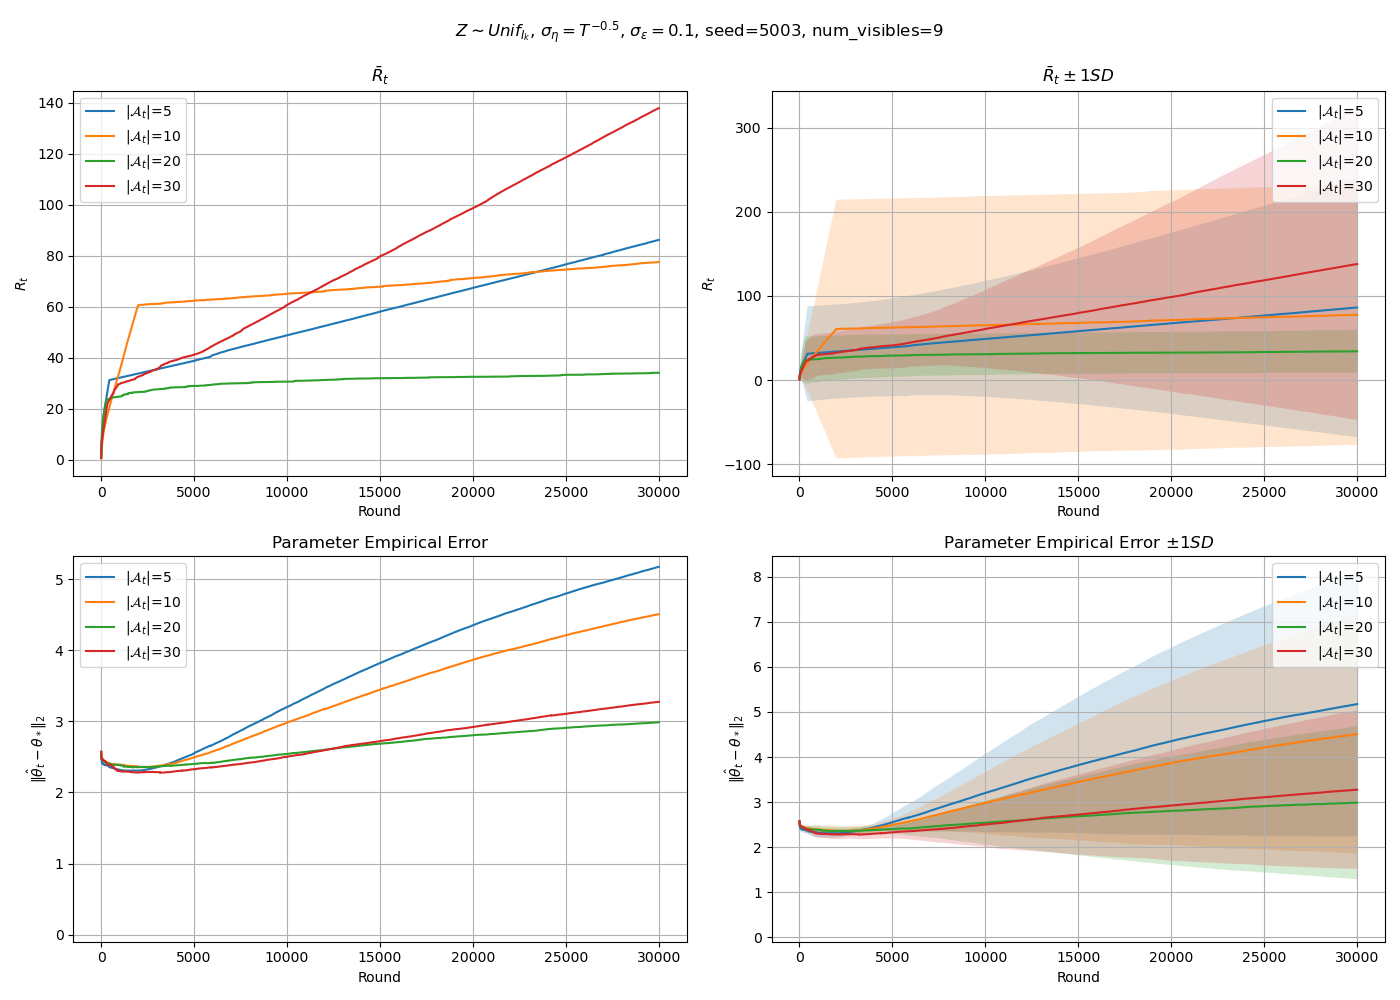 Z ∼ Unif_{I_k}, σ_η = T^{−0.5}, σ_ε = 0.1, seed=5003, num_visibles=9
R̄_t
R̄_t ± 1SD
|𝒜_t|=5
|𝒜_t|=10
|𝒜_t|=20
|𝒜_t|=30
R_t
140
120
100
80
60
40
20
0
0 5000 10000 15000 20000 25000 30000
Round
|𝒜_t|=5
|𝒜_t|=10
|𝒜_t|=20
|𝒜_t|=30
R_t
300
200
100
0
−100
0 5000 10000 15000 20000 25000 30000
Round
Parameter Empirical Error
|𝒜_t|=5
|𝒜_t|=10
|𝒜_t|=20
|𝒜_t|=30
‖θ̂_t − θ_*‖_2
5
4
3
2
1
0
0 5000 10000 15000 20000 25000 30000
Round
Parameter Empirical Error ±1SD
|𝒜_t|=5
|𝒜_t|=10
|𝒜_t|=20
|𝒜_t|=30
‖θ̂_t − θ_*‖_2
8
7
6
5
4
3
2
1
0
0 5000 10000 15000 20000 25000 30000
Round